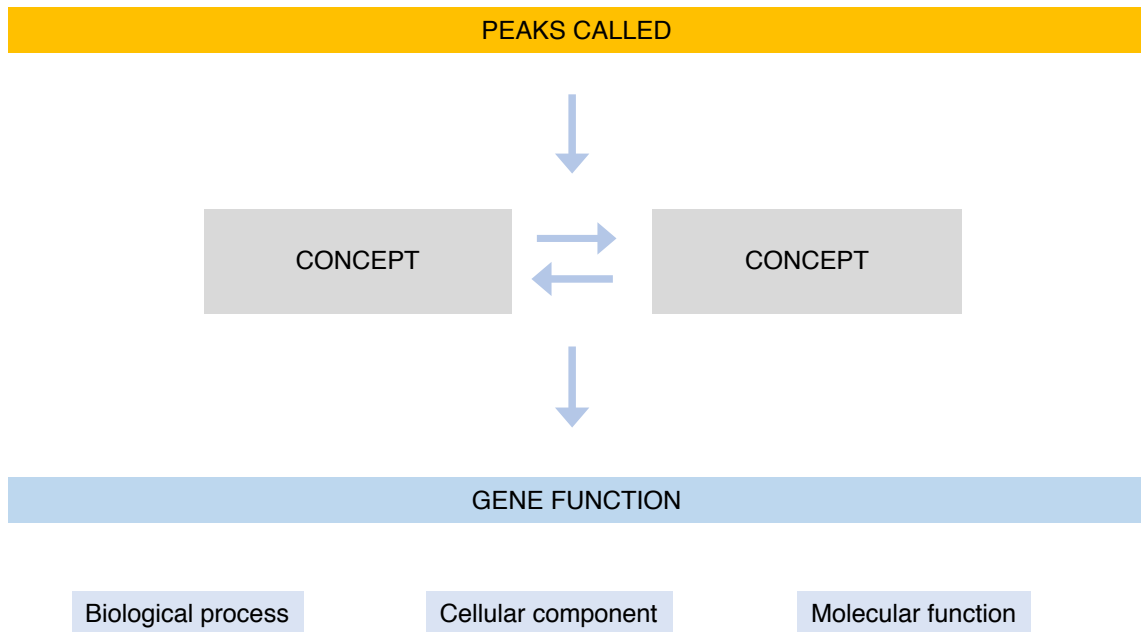 PEAKS CALLED
CONCEPT
CONCEPT
GENE FUNCTION
Biological process
Cellular component
Molecular function